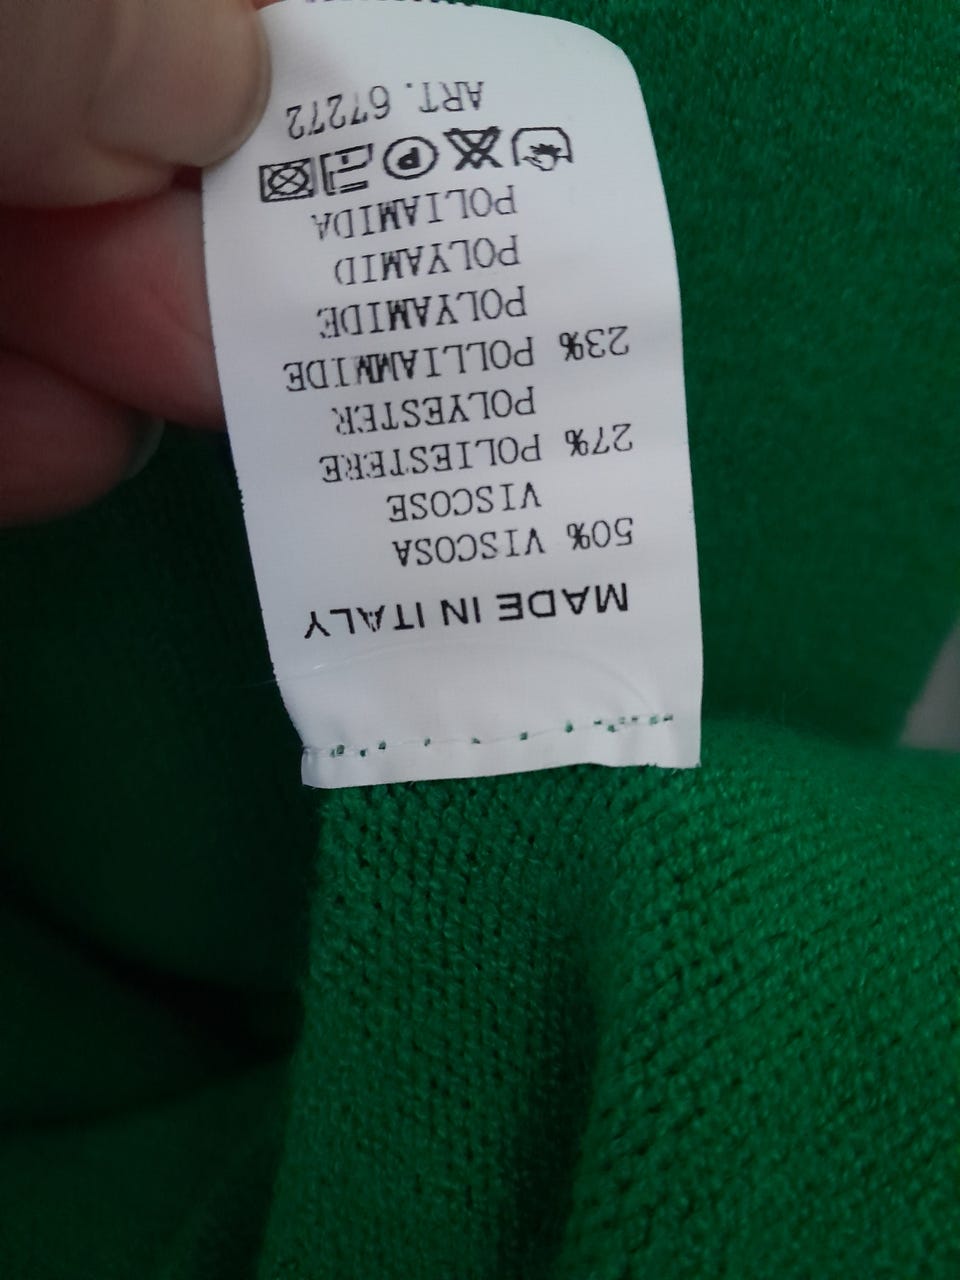 MADE IN ITALY
50% VISCOSA
VISCOSE
27% POLIESTERE
POLYESTER
23% POLIAMMIDE
POLYAMIDE
POLYAMID
POLIAMIDA
P
ART. 67272